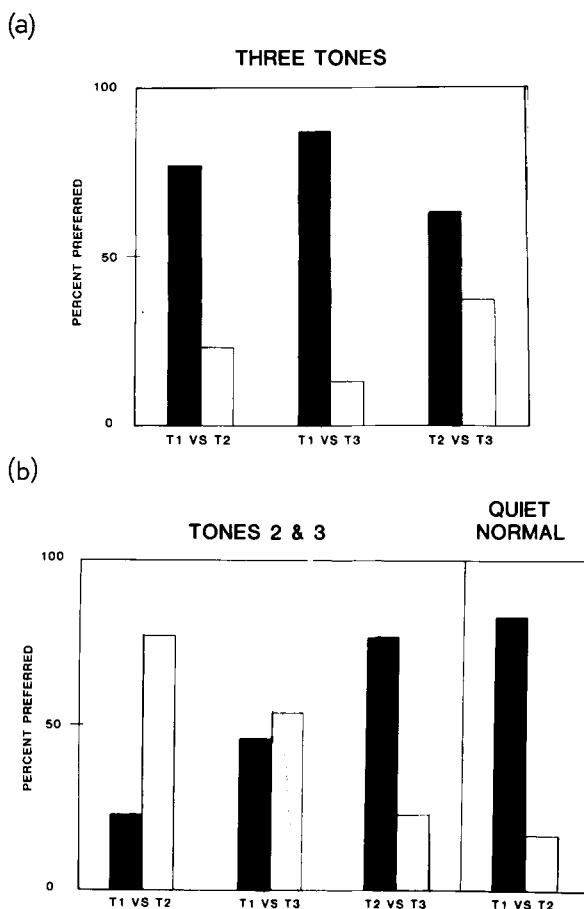 (a)
THREE TONES
100
50
0
PERCENT PREFERRED
T1 VS T2
T1 VS T3
T2 VS T3
(b)
TONES 2 & 3
QUIET
NORMAL
100
50
0
PERCENT PREFERRED
T1 VS T2
T1 VS T3
T2 VS T3
T1 VS T2